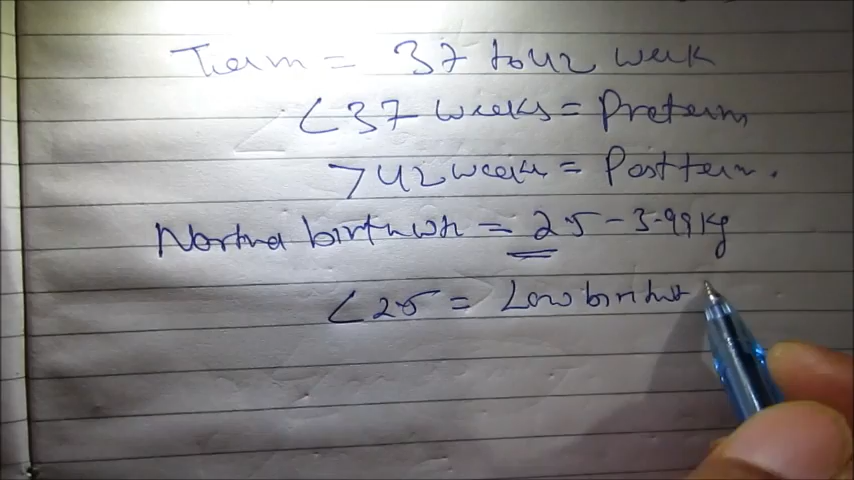 Term = 37 to 42 week
<37 weeks = Preterm
>42 weeks = Post term.
Normal birth wt = 2.5 - 3.99 Kg
<2.5 = Low birth wt